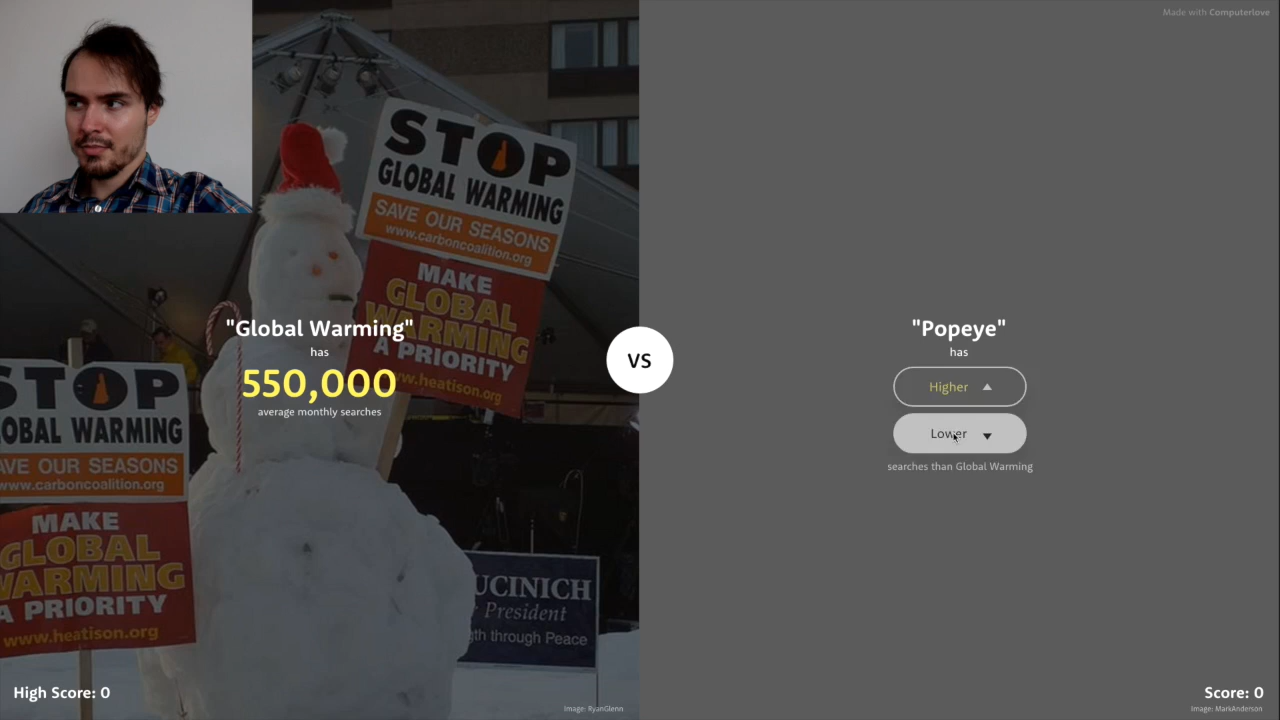 Made with Computerlove
STOP
GLOBAL WARMING
SAVE OUR SEASONS
www.carboncoalition.org
MAKE
GLOBAL
WARMING
A PRIORITY
www.heatison.org
"Global Warming"
has
550,000
average monthly searches
VS
"Popeye"
has
Higher
Lower
searches than Global Warming
STOP
OBAL WARMING
AVE OUR SEASONS
www.carboncoalition.org
MAKE
GLOBAL
WARMING
A PRIORITY
www.heatison.org
UCINICH
President
gth through Peace
High Score: 0
Image: RyanGlenn
Score: 0
Image: MarkAnderson